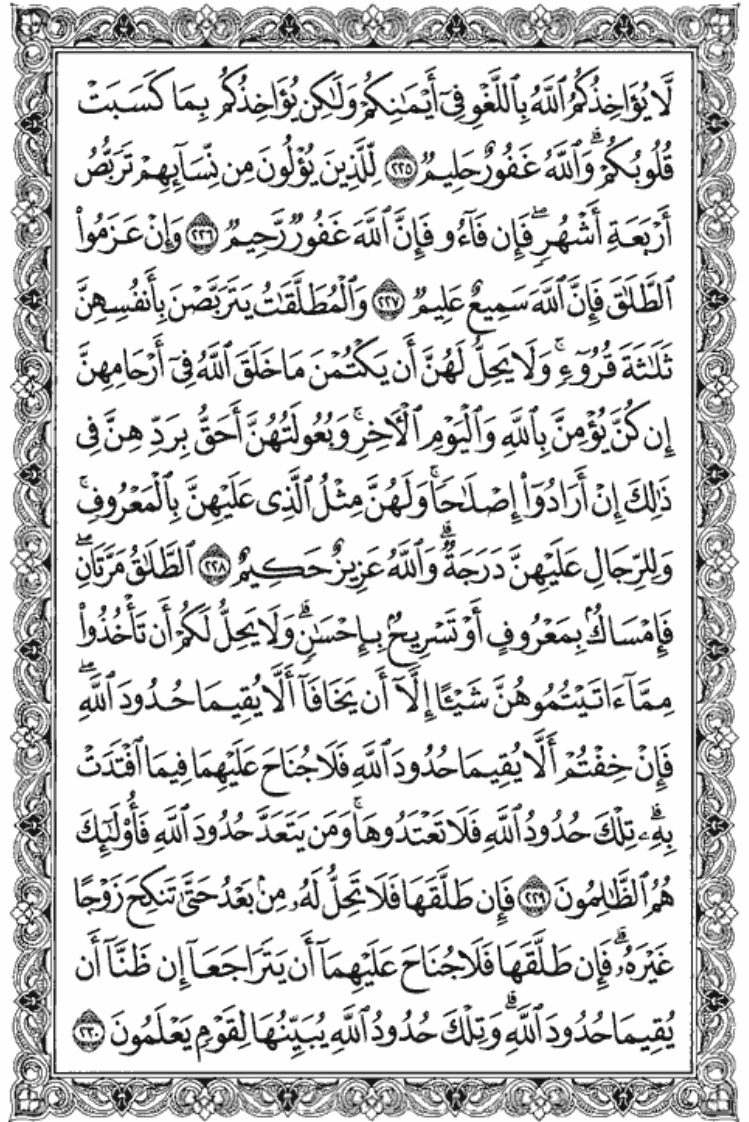 لَّا يُؤَاخِذُكُمُ ٱللَّهُ بِٱللَّغْوِ فِىٓ أَيْمَـٰنِكُمْ وَلَـٰكِن يُؤَاخِذُكُم بِمَا كَسَبَتْ
قُلُوبُكُمْ ۗ وَٱللَّهُ غَفُورٌ حَلِيمٌ ٢٢٥ لِّلَّذِينَ يُؤْلُونَ مِن نِّسَآئِهِمْ تَرَبُّصُ
أَرْبَعَةِ أَشْهُرٍ ۖ فَإِن فَآءُو فَإِنَّ ٱللَّهَ غَفُورٌ رَّحِيمٌ ٢٢٦ وَإِنْ عَزَمُوا۟
ٱلطَّلَـٰقَ فَإِنَّ ٱللَّهَ سَمِيعٌ عَلِيمٌ ٢٢٧ وَٱلْمُطَلَّقَـٰتُ يَتَرَبَّصْنَ بِأَنفُسِهِنَّ
ثَلَـٰثَةَ قُرُوٓءٍ ۚ وَلَا يَحِلُّ لَهُنَّ أَن يَكْتُمْنَ مَا خَلَقَ ٱللَّهُ فِىٓ أَرْحَامِهِنَّ
إِن كُنَّ يُؤْمِنَّ بِٱللَّهِ وَٱلْيَوْمِ ٱلْـَٔاخِرِ ۚ وَبُعُولَتُهُنَّ أَحَقُّ بِرَدِّهِنَّ فِى
ذَٰلِكَ إِنْ أَرَادُوٓا۟ إِصْلَـٰحًا ۚ وَلَهُنَّ مِثْلُ ٱلَّذِى عَلَيْهِنَّ بِٱلْمَعْرُوفِ ۚ
وَلِلرِّجَالِ عَلَيْهِنَّ دَرَجَةٌ ۗ وَٱللَّهُ عَزِيزٌ حَكِيمٌ ٢٢٨ ٱلطَّلَـٰقُ مَرَّتَانِ ۖ
فَإِمْسَاكٌۢ بِمَعْرُوفٍ أَوْ تَسْرِيحٌۢ بِإِحْسَـٰنٍ ۗ وَلَا يَحِلُّ لَكُمْ أَن تَأْخُذُوا۟
مِمَّآ ءَاتَيْتُمُوهُنَّ شَيْـًٔا إِلَّآ أَن يَخَافَآ أَلَّا يُقِيمَا حُدُودَ ٱللَّهِ ۖ
فَإِنْ خِفْتُمْ أَلَّا يُقِيمَا حُدُودَ ٱللَّهِ فَلَا جُنَاحَ عَلَيْهِمَا فِيمَا ٱفْتَدَتْ
بِهِۦ ۗ تِلْكَ حُدُودُ ٱللَّهِ فَلَا تَعْتَدُوهَا ۚ وَمَن يَتَعَدَّ حُدُودَ ٱللَّهِ فَأُو۟لَـٰٓئِكَ
هُمُ ٱلظَّـٰلِمُونَ ٢٢٩ فَإِن طَلَّقَهَا فَلَا تَحِلُّ لَهُۥ مِنۢ بَعْدُ حَتَّىٰ تَنكِحَ زَوْجًا
غَيْرَهُۥ ۗ فَإِن طَلَّقَهَا فَلَا جُنَاحَ عَلَيْهِمَآ أَن يَتَرَاجَعَآ إِن ظَنَّآ أَن
يُقِيمَا حُدُودَ ٱللَّهِ ۗ وَتِلْكَ حُدُودُ ٱللَّهِ يُبَيِّنُهَا لِقَوْمٍ يَعْلَمُونَ ٢٣٠